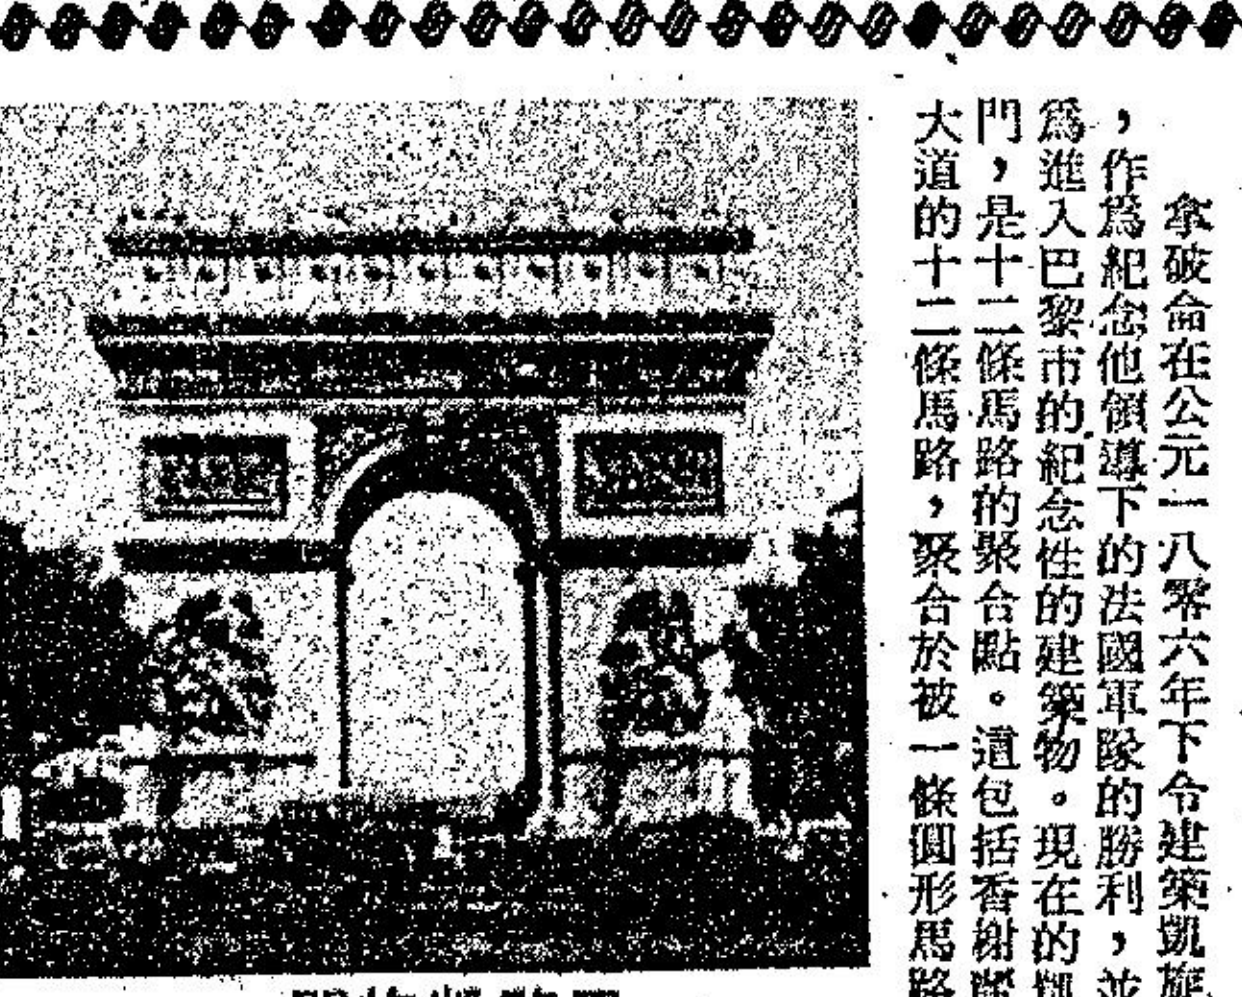 拿破侖在公元一八零六年下令建築凱旋
，作爲紀念他領導下的法國軍隊的勝利，並
爲進入巴黎市的紀念性的建築物。現在的凱
門，是十二條馬路的聚合點。這包括香榭麗
大道的十二條馬路，聚合於被一條圓形馬路